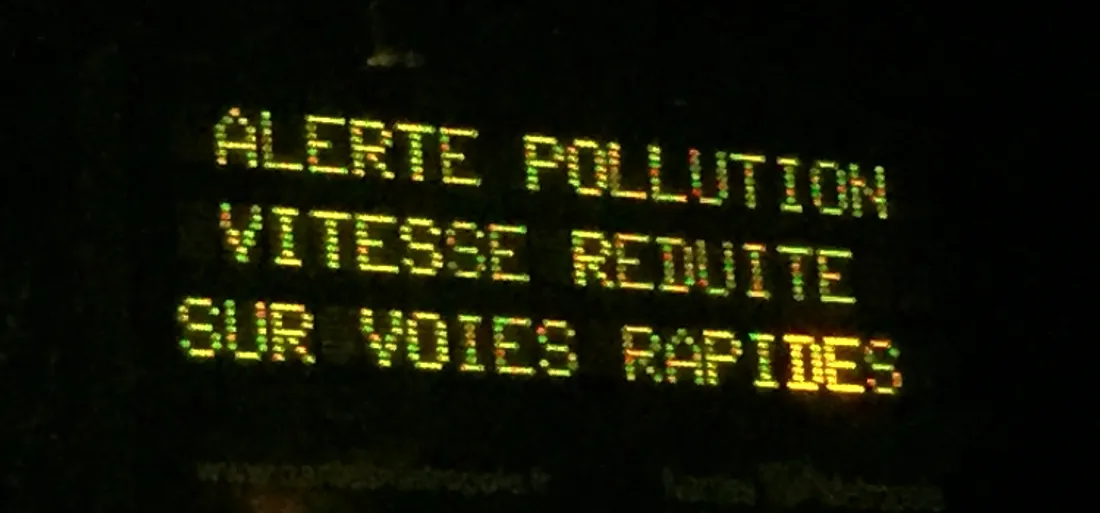 ALERTE POLLUTION
VITESSE REDUITE
SUR VOIES RAPIDES